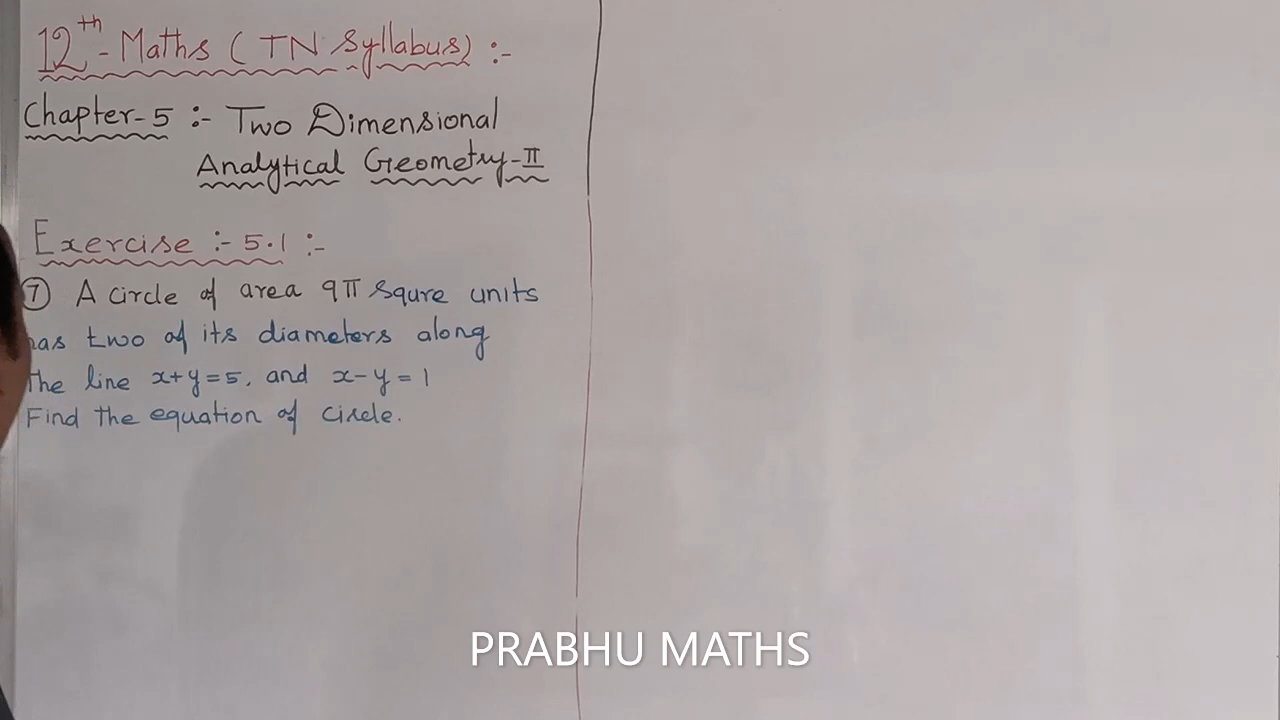 12th - Maths ( TN Syllabus) :-
Chapter-5 :- Two Dimensional
Analytical Geometry-II
Exercise :- 5.1 :-
7 A circle of area 9π squre units
has two of its diameters along
the line x+y=5, and x-y=1
Find the equation of circle.
PRABHU MATHS